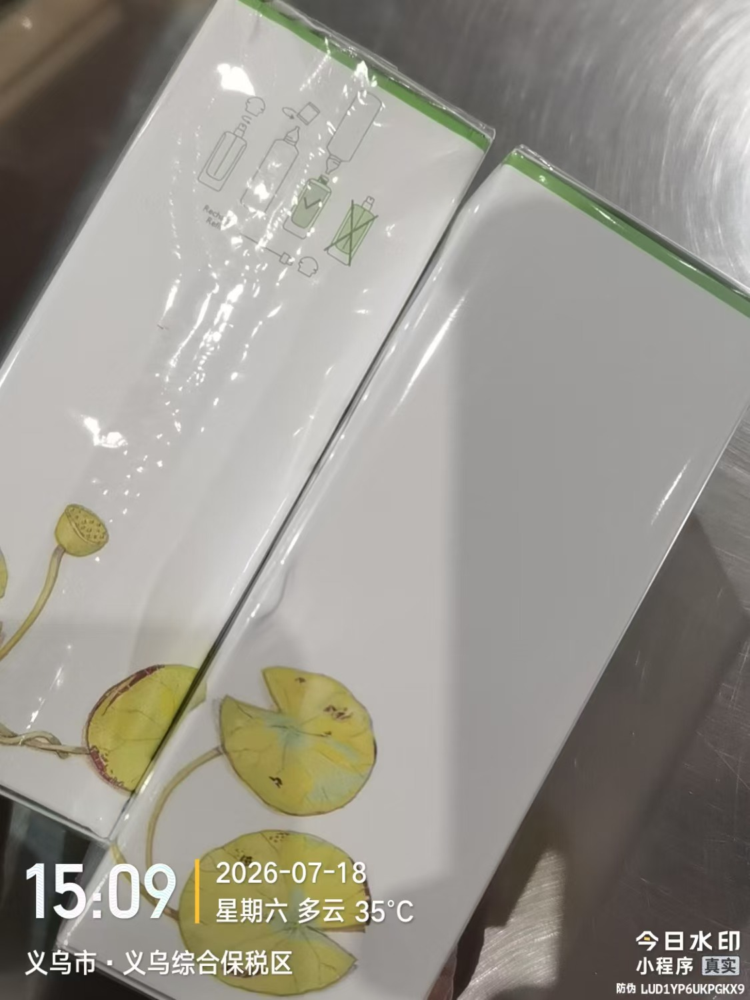 15:09
2026-07-18
星期六 多云 35°C
义乌市·义乌综合保税区
今日水印
小程序 真实
防伪 LUD1YP6UKPGKX9